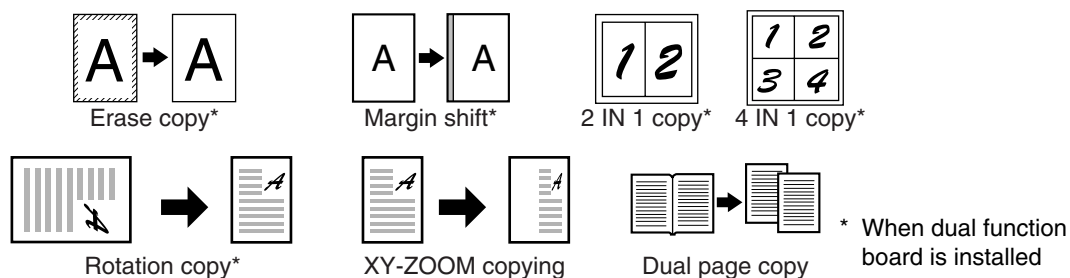 A A
Erase copy*
A A
Margin shift*
1 2
2 IN 1 copy*
1 2
3 4
4 IN 1 copy*
A A
Rotation copy*
A A
XY-ZOOM copying
Dual page copy
* When dual function
board is installed